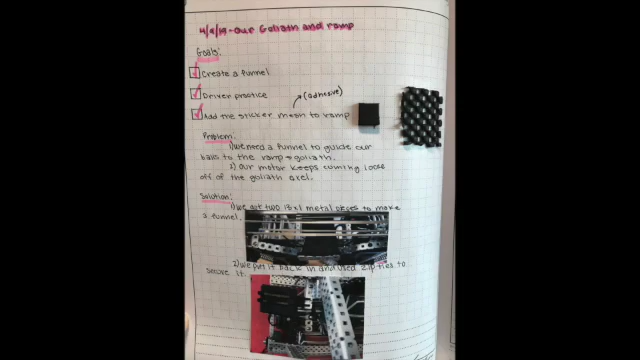 4/9/19-Our Goliath and ramp
Goals:
Create a funnel
Driver practice
(adhesive)
Add the sticker mesh to ramp
Problem:
1) we need a funnel to guide our
balls to the ramp → goliath.
2) Our motor keeps coming loose
off of the goliath axel.
Solution:
1) we got two 13x1 metal pieces to make
a funnel.
2) we put it back in and used zip ties to
secure it.